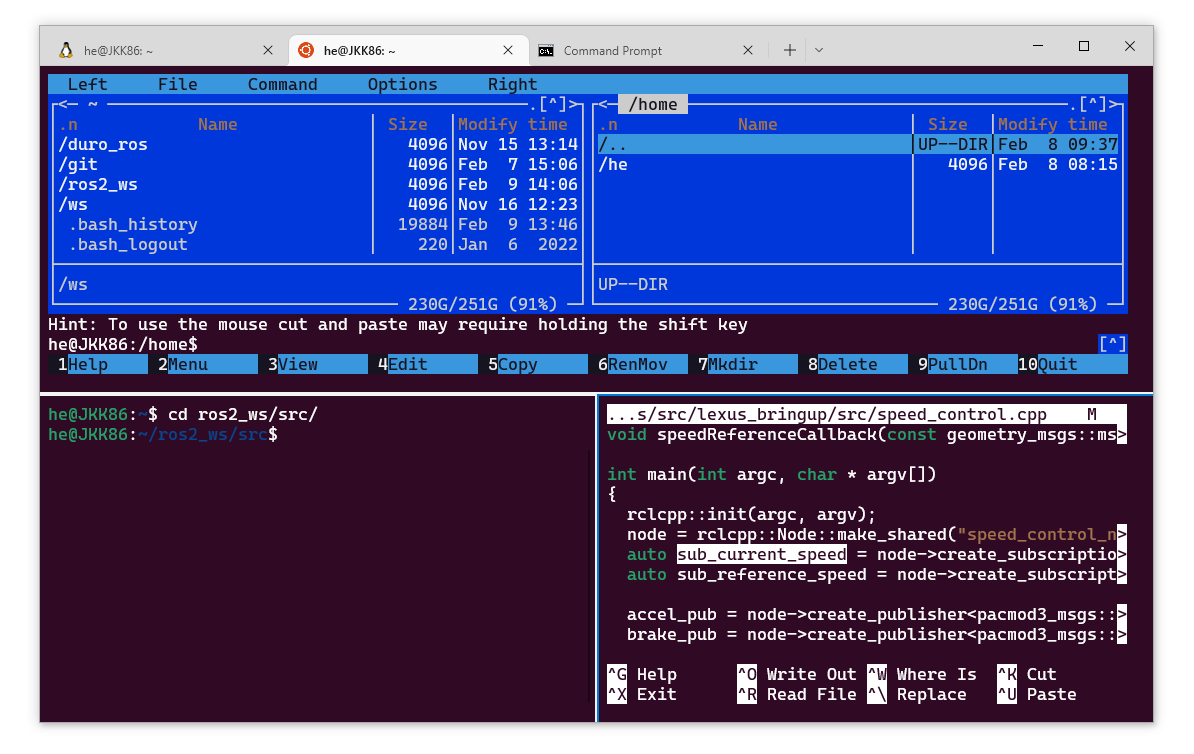 he@JKK86: ~ he@JKK86: ~ Command Prompt
Left File Command Options Right
<─ ~ .[^]> <─ /home .[^]>
.n Name Size Modify time .n Name Size Modify time
/duro_ros 4096 Nov 15 13:14 /.. UP--DIR Feb 8 09:37
/git 4096 Feb 7 15:06 /he 4096 Feb 8 08:15
/ros2_ws 4096 Feb 9 14:06
/ws 4096 Nov 16 12:23
.bash_history 19884 Feb 9 13:46
.bash_logout 220 Jan 6 2022
/ws UP--DIR
230G/251G (91%) 230G/251G (91%)
Hint: To use the mouse cut and paste may require holding the shift key
he@JKK86:/home$ [^]
1Help 2Menu 3View 4Edit 5Copy 6RenMov 7Mkdir 8Delete 9PullDn 10Quit
he@JKK86:~$ cd ros2_ws/src/
he@JKK86:~/ros2_ws/src$
...s/src/lexus_bringup/src/speed_control.cpp M
void speedReferenceCallback(const geometry_msgs::ms>
int main(int argc, char * argv[])
{
rclcpp::init(argc, argv);
node = rclcpp::Node::make_shared("speed_control_n>
auto sub_current_speed = node->create_subscriptio>
auto sub_reference_speed = node->create_subscript>
accel_pub = node->create_publisher<pacmod3_msgs::>
brake_pub = node->create_publisher<pacmod3_msgs::>
^G Help ^O Write Out ^W Where Is ^K Cut
^X Exit ^R Read File ^\ Replace ^U Paste